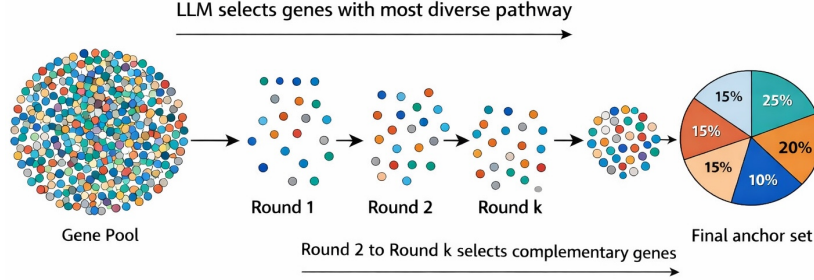 LLM selects genes with most diverse pathway
15%
25%
15%
20%
15%
10%
Round 1
Round 2
Round k
Gene Pool
Final anchor set
Round 2 to Round k selects complementary genes